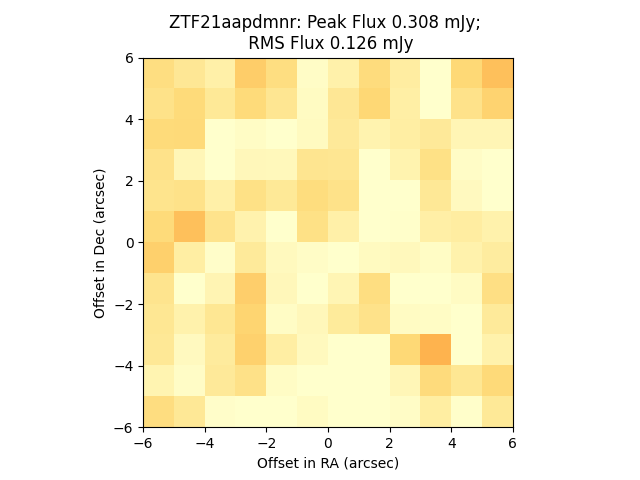 ZTF21aapdmnr: Peak Flux 0.308 mJy;
RMS Flux 0.126 mJy
6
4
2
0
−2
−4
−6
Offset in Dec (arcsec)
−6 −4 −2 0 2 4 6
Offset in RA (arcsec)